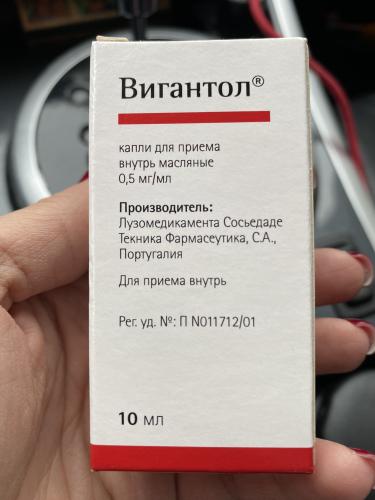 Вигантол®
капли для приема
внутрь масляные
0,5 мг/мл
Производитель:
Лузомедикамента Сосьедаде
Текника Фармасеутика, С.А.,
Португалия
Для приема внутрь
Рег. уд. №: П N011712/01
10 мл